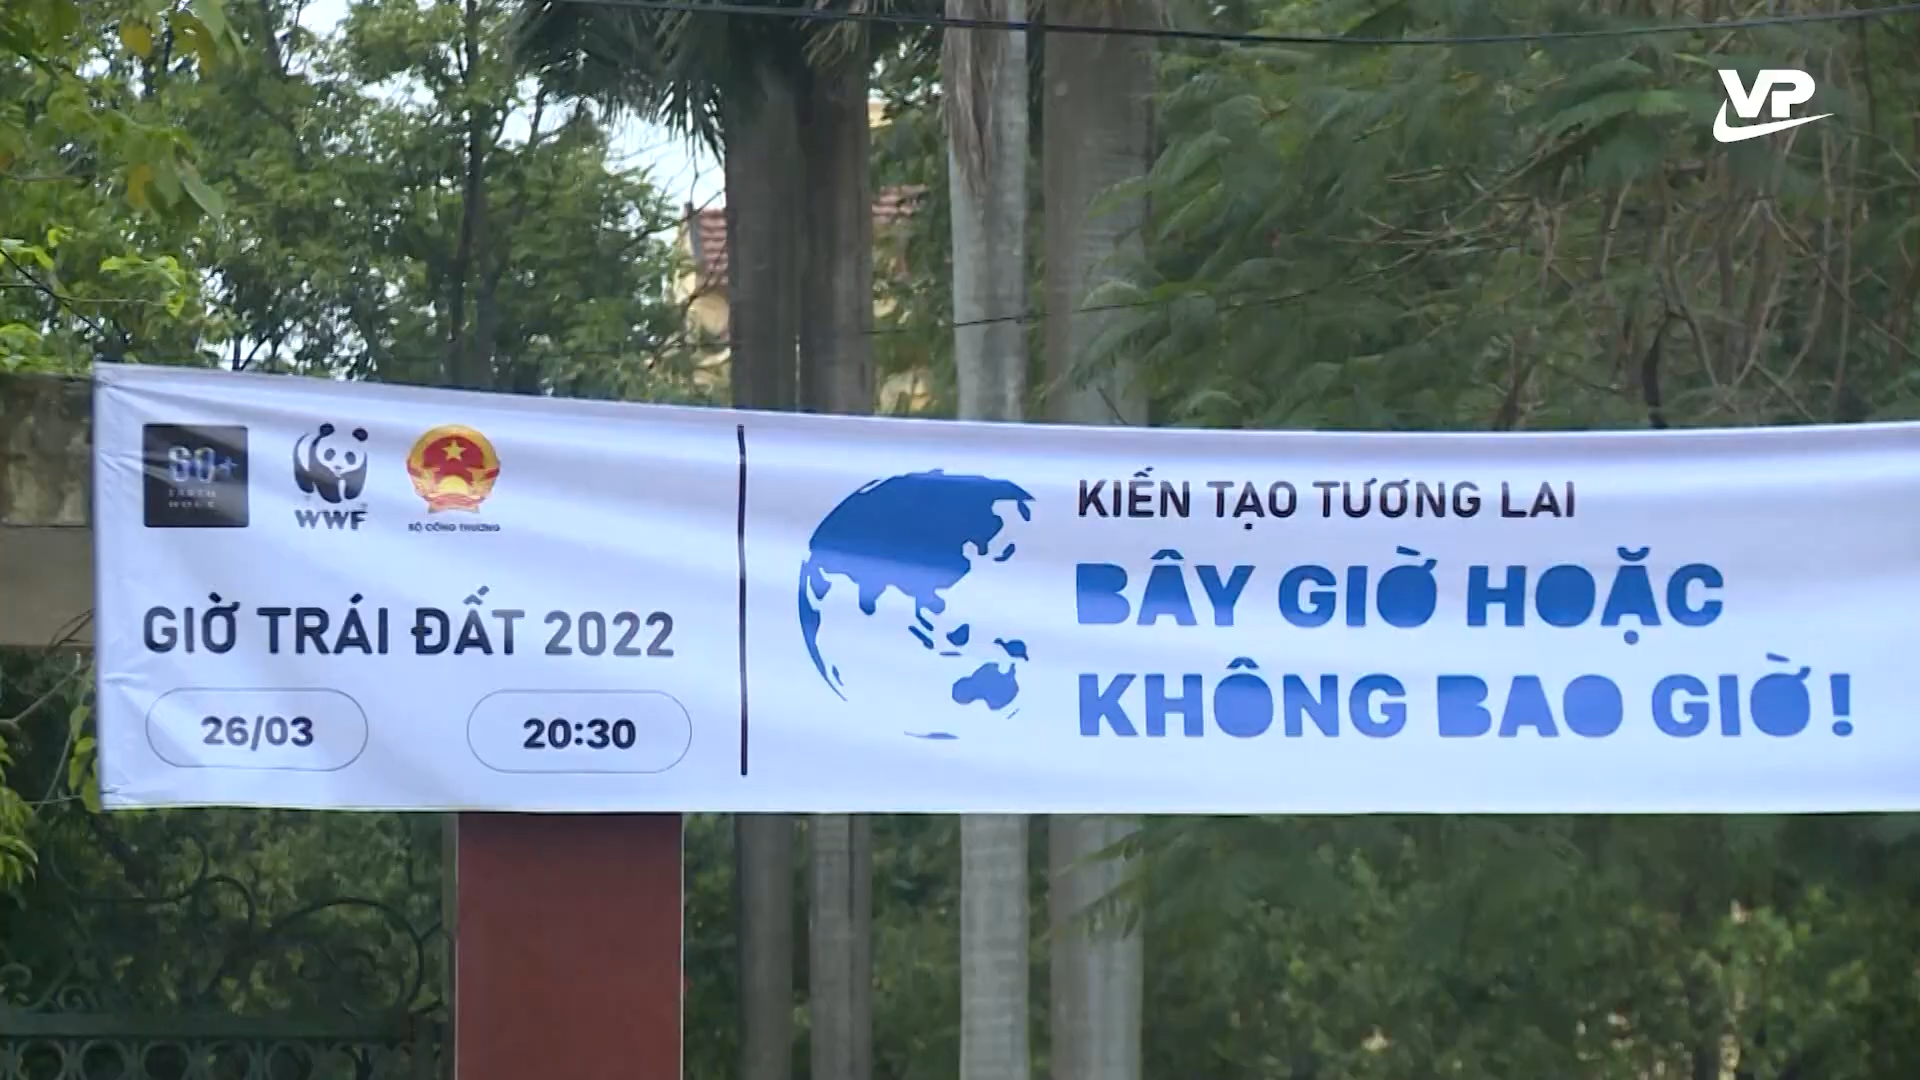 VP
60+
EARTH
HOUR
WWF
BỘ CÔNG THƯƠNG
GIỜ TRÁI ĐẤT 2022
26/03
20:30
KIẾN TẠO TƯƠNG LAI
BÂY GIỜ HOẶC
KHÔNG BAO GIỜ!